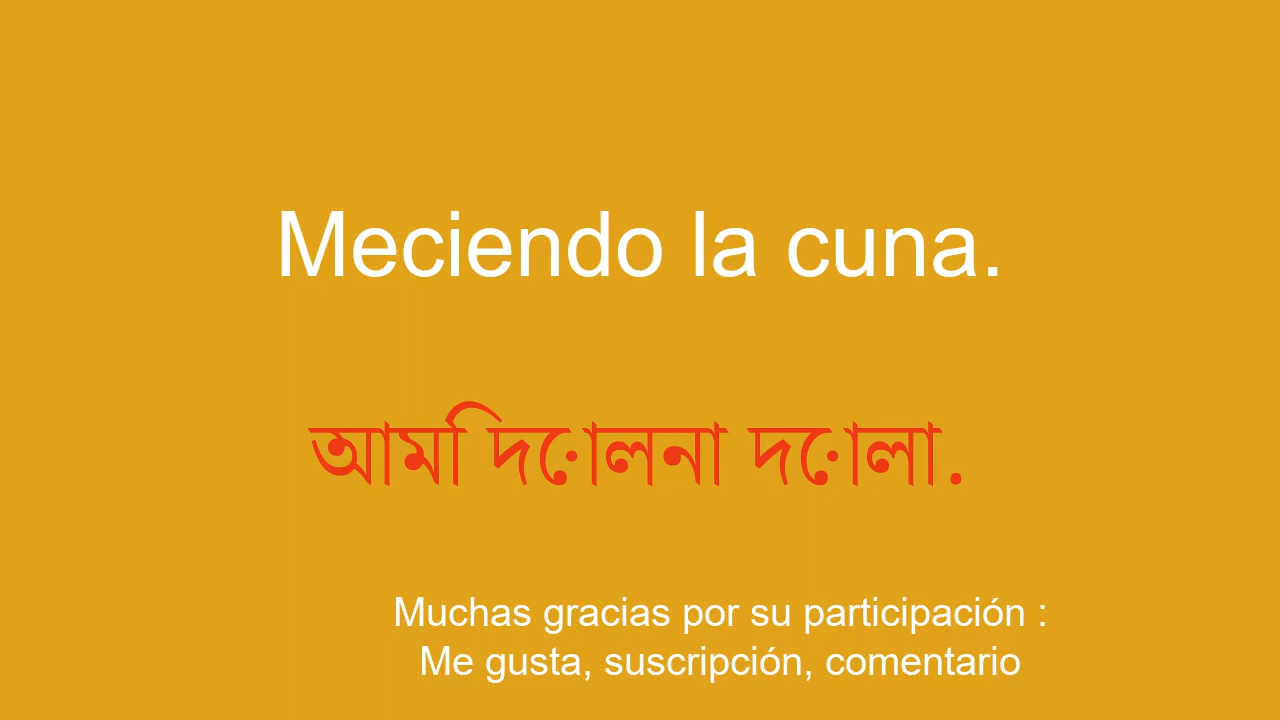 Meciendo la cuna.
আমি দোলনা দোলা.
Muchas gracias por su participación :
Me gusta, suscripción, comentario